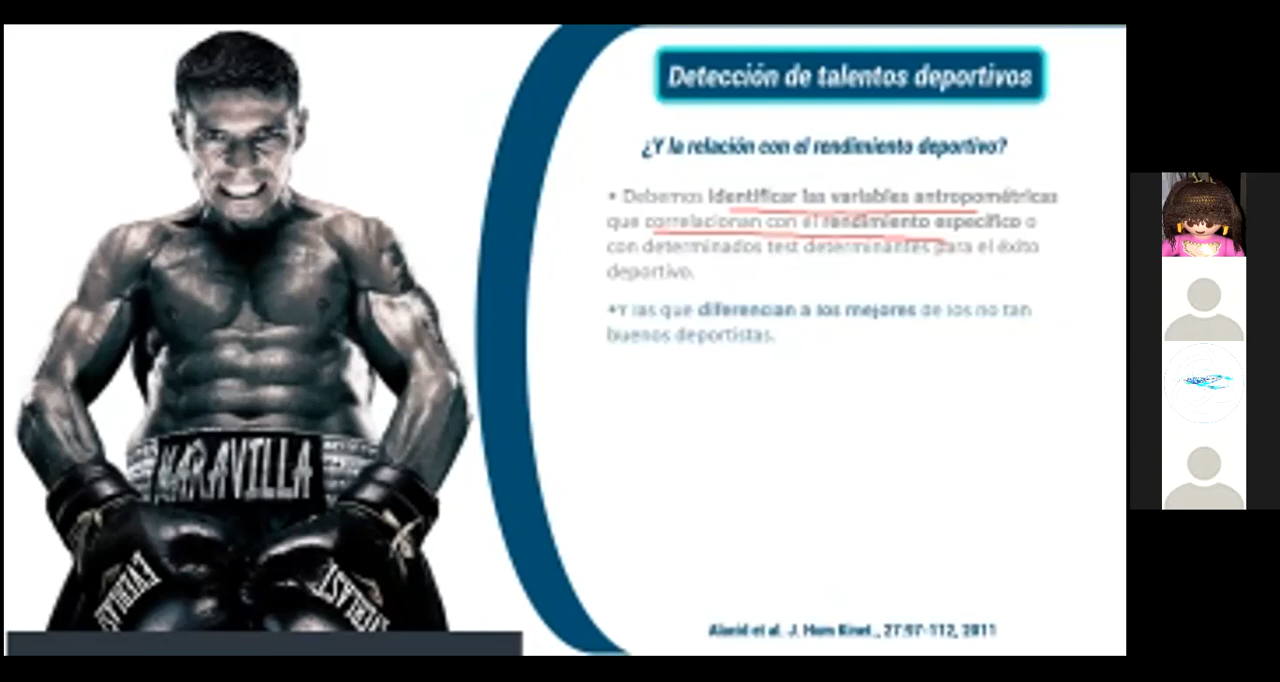 Detección de talentos deportivos
¿Y la relación con el rendimiento deportivo?
• Debemos identificar las variables antropométricas
que correlacionan con el rendimiento específico o
con determinados test determinantes para el éxito
deportivo.
•Y las que diferencian a los mejores de los no tan
buenos deportistas.
MARAVILLA
EVERLAST
EVERLAST
et al. J. Hum Kinet., 27:97-112, 2011